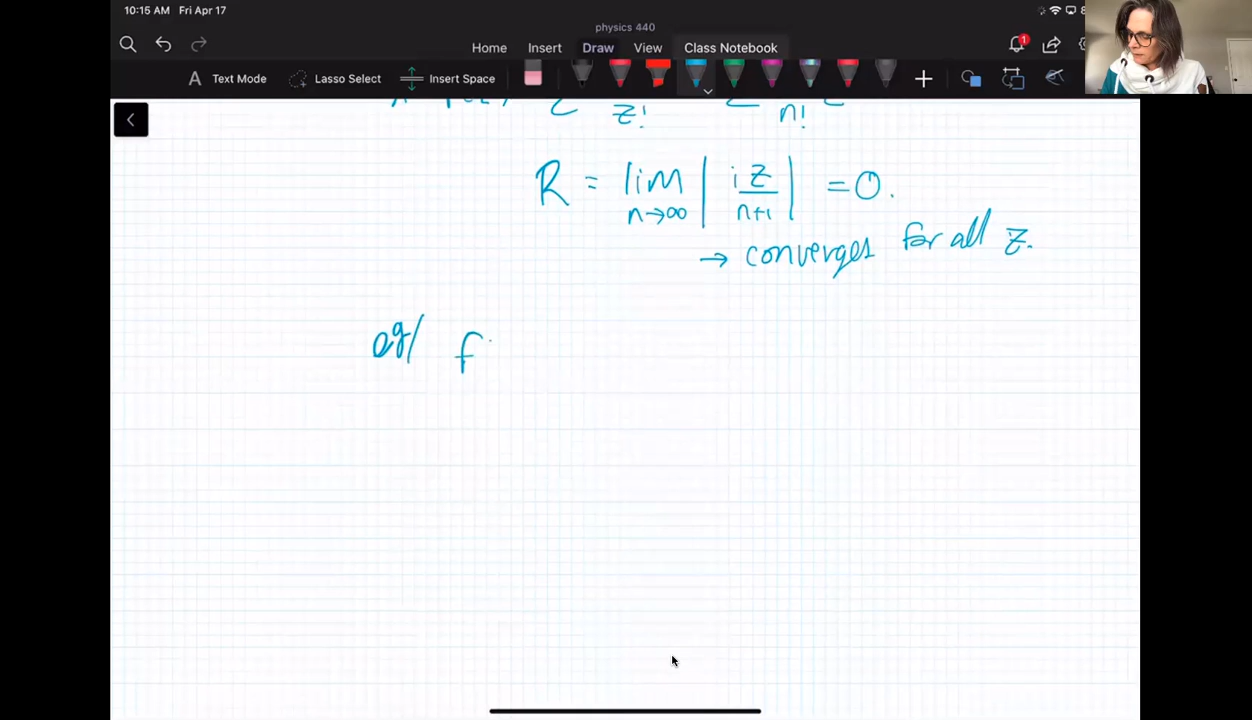 10:15 AM Fri Apr 17
physics 440
Home Insert Draw View Class Notebook
1
A Text Mode Lasso Select Insert Space
z! n!
R = lim | iz | = 0.
n→∞ n+1
→ converges for all z.
eg/ f